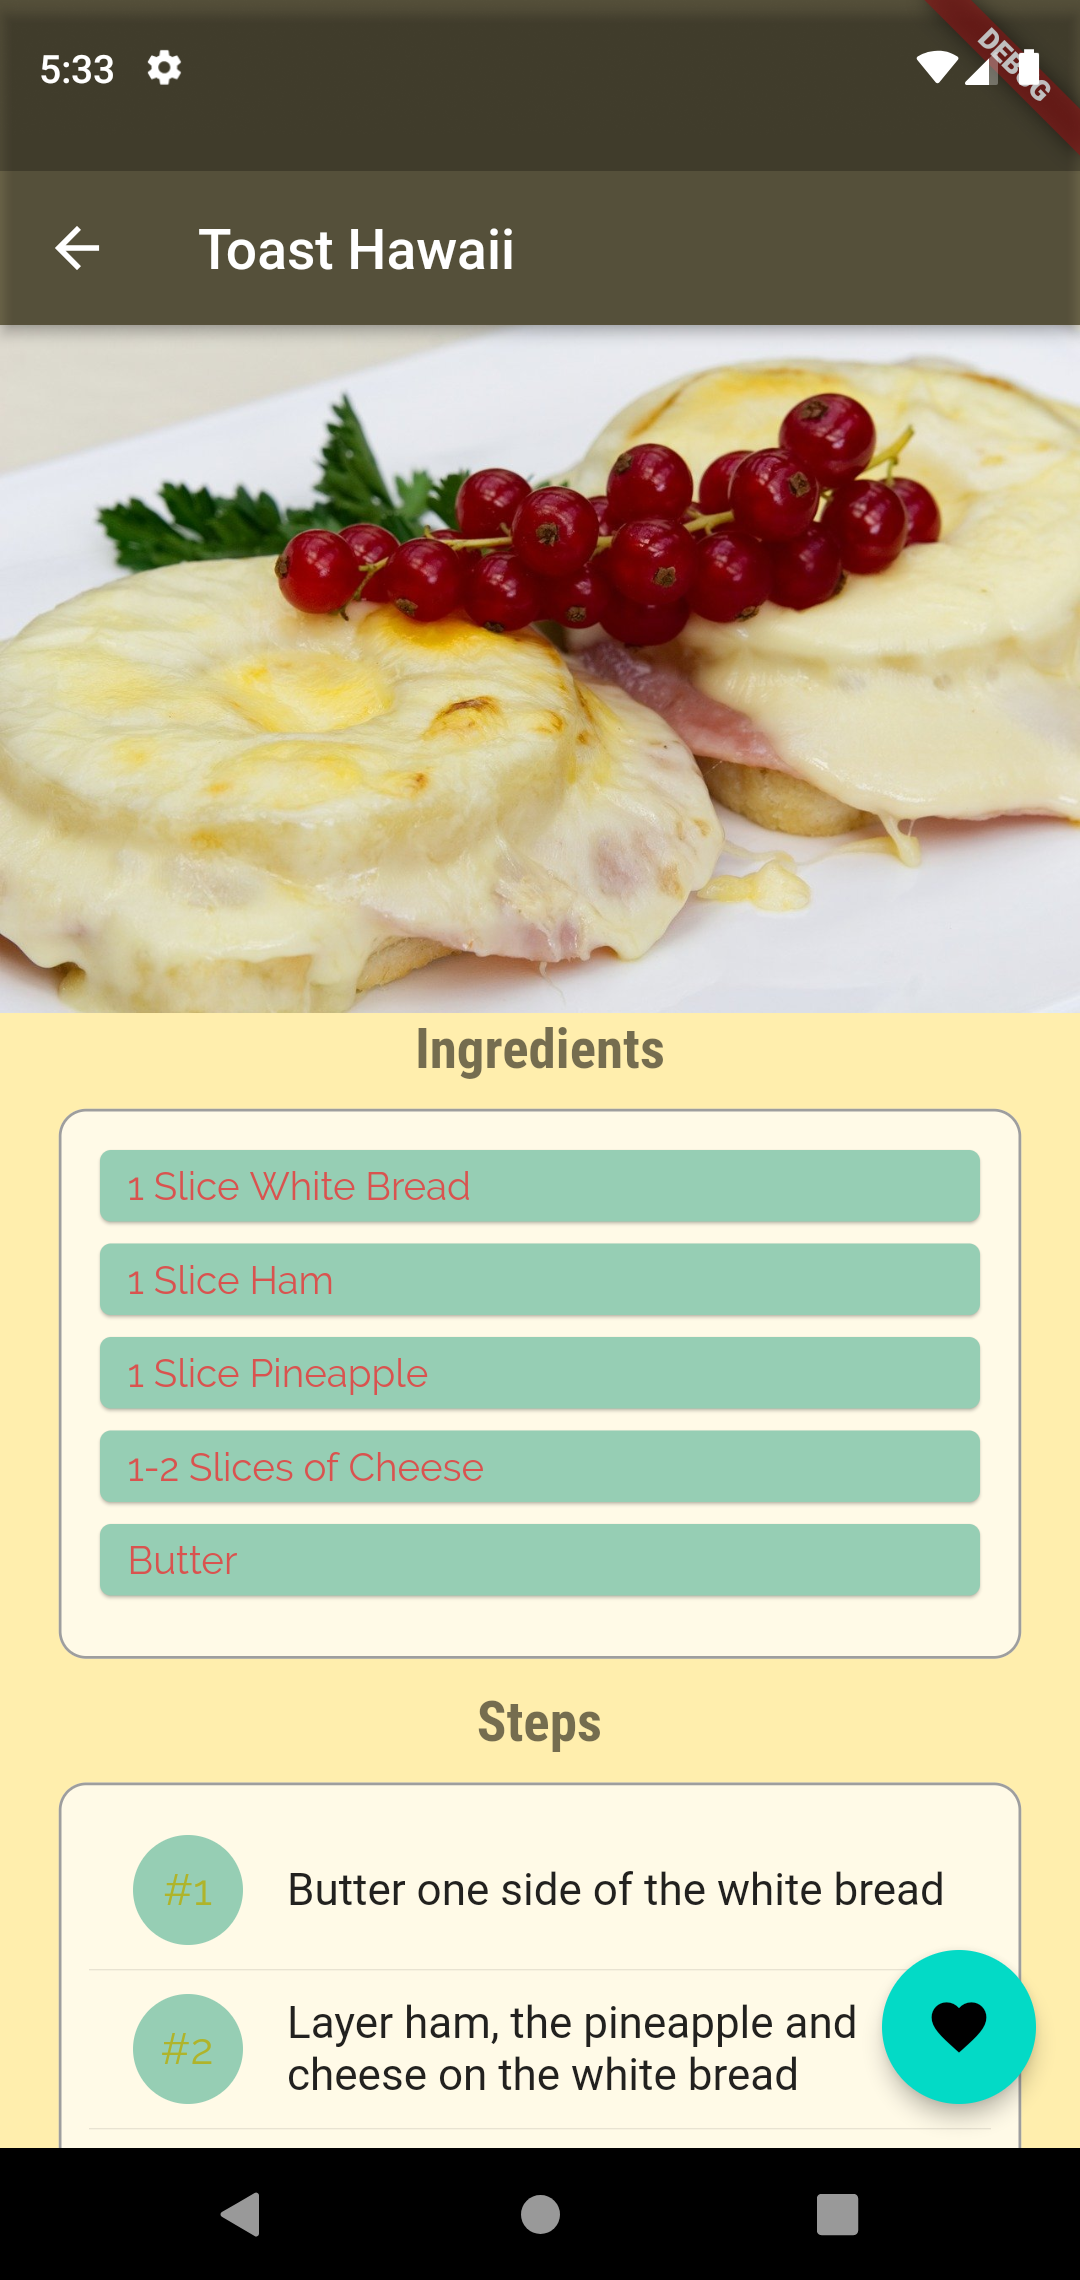 5:33
DEBUG
Toast Hawaii
Ingredients
1 Slice White Bread
1 Slice Ham
1 Slice Pineapple
1-2 Slices of Cheese
Butter
Steps
#1
Butter one side of the white bread
#2
Layer ham, the pineapple and
cheese on the white bread